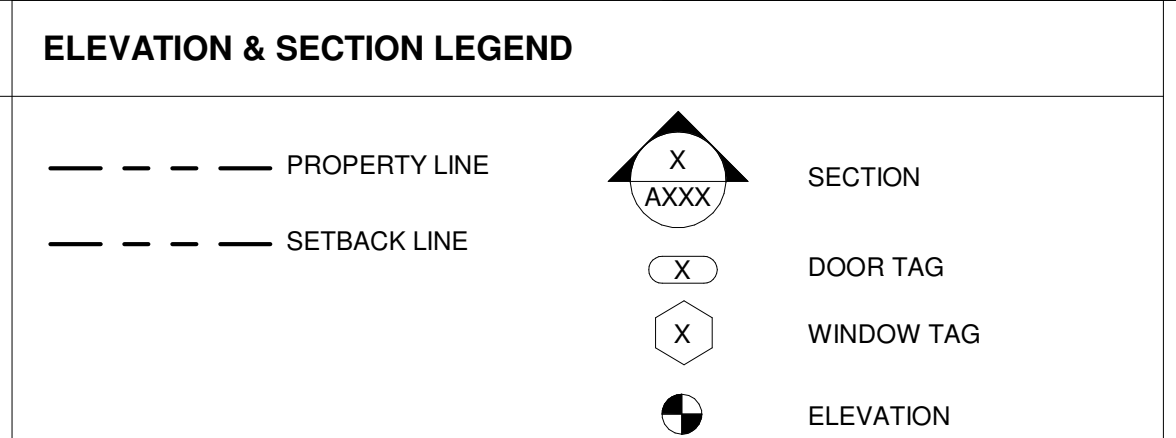 ELEVATION & SECTION LEGEND
PROPERTY LINE
SETBACK LINE
X
AXXX
SECTION
X
DOOR TAG
X
WINDOW TAG
ELEVATION